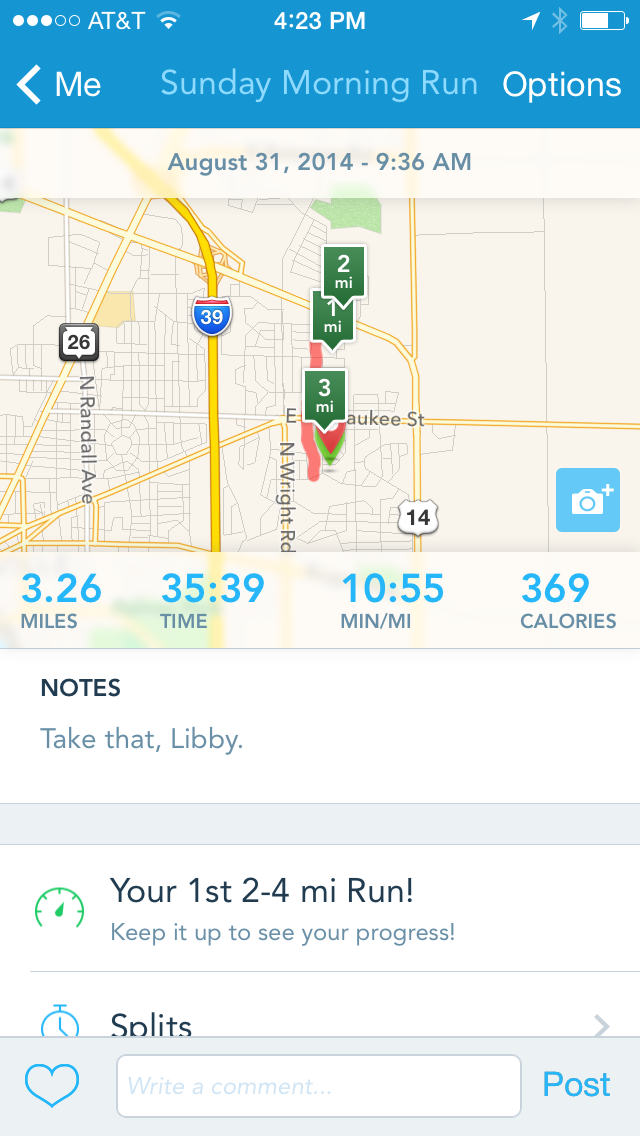 AT&T 4:23 PM
Me Sunday Morning Run Options
August 31, 2014 - 9:36 AM
2
mi
39
1
mi
26
3
mi
E aukee St
N Randall Ave
N Wright Rd
14
3.26 35:39 10:55 369
MILES TIME MIN/MI CALORIES
NOTES
Take that, Libby.
Your 1st 2-4 mi Run!
Keep it up to see your progress!
Splits
Write a comment... Post